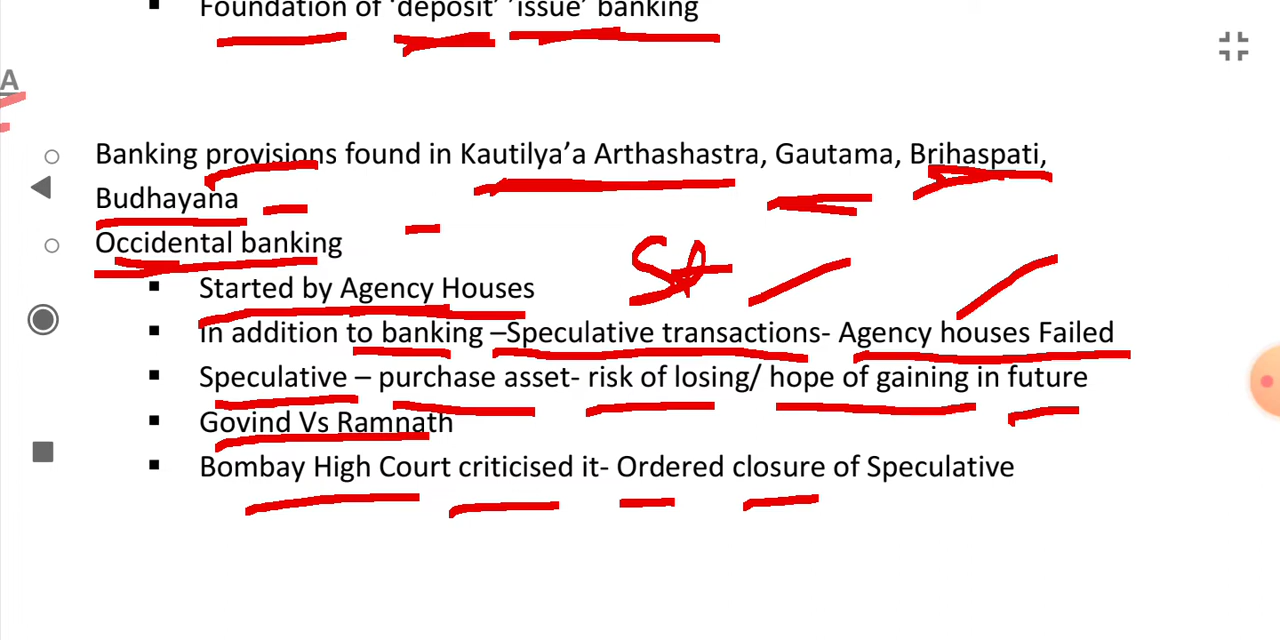 Foundation of ‘deposit’ ’issue’ banking
A
Banking provisions found in Kautilya’a Arthashastra, Gautama, Brihaspati,
Budhayana
Occidental banking
Started by Agency Houses
In addition to banking –Speculative transactions- Agency houses Failed
Speculative – purchase asset- risk of losing/ hope of gaining in future
Govind Vs Ramnath
Bombay High Court criticised it- Ordered closure of Speculative